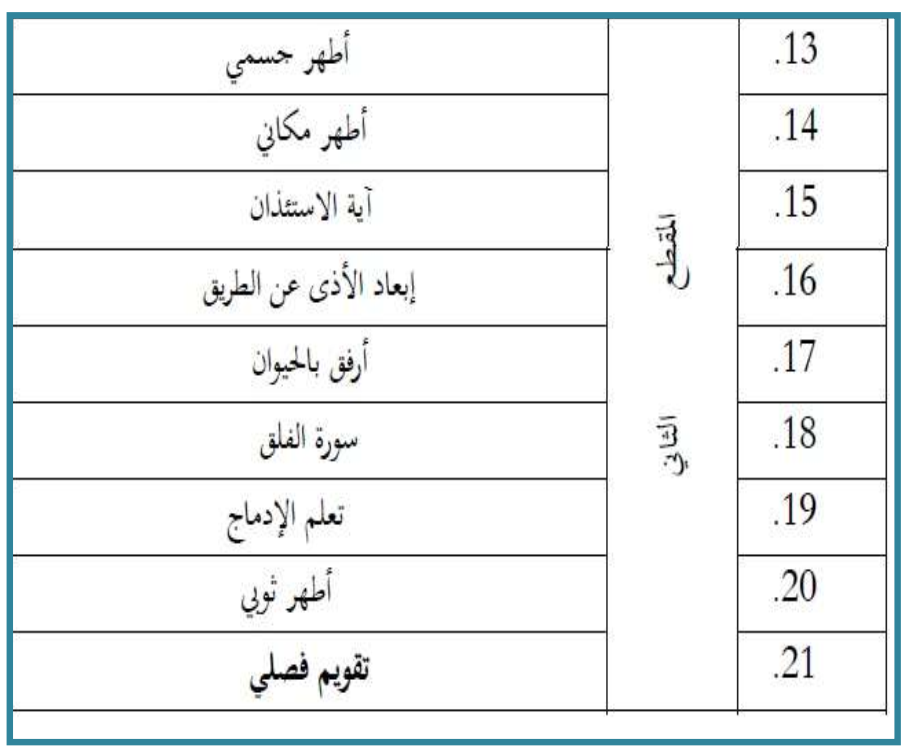 13. أطهر جسمي
14. أطهر مكاني
15. آية الاستئذان
المقطع
16. إبعاد الأذى عن الطريق
17. أرفق بالحيوان
18. سورة الفلق
الثاني
19. تعلم الإدماج
20. أطهر ثوبي
21. تقويم فصلي